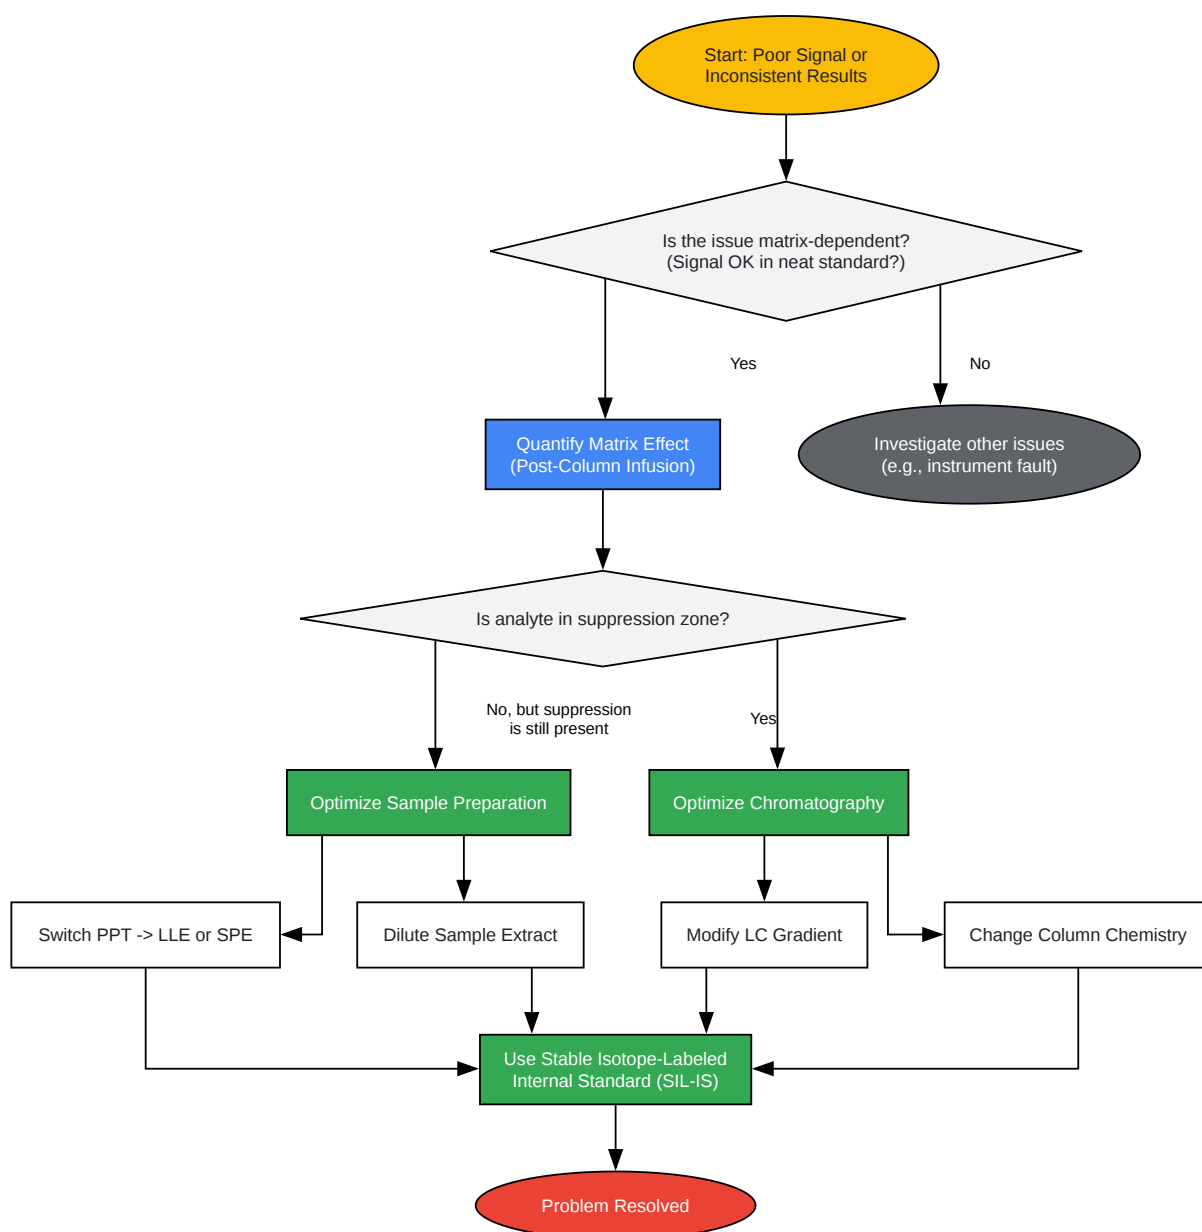 Start: Poor Signal or
Inconsistent Results
Is the issue matrix-dependent?
(Signal OK in neat standard?)
Yes
No
Quantify Matrix Effect
(Post-Column Infusion)
Investigate other issues
(e.g., instrument fault)
Is analyte in suppression zone?
No, but suppression
is still present
Yes
Optimize Sample Preparation
Optimize Chromatography
Switch PPT -> LLE or SPE
Dilute Sample Extract
Modify LC Gradient
Change Column Chemistry
Use Stable Isotope-Labeled
Internal Standard (SIL-IS)
Problem Resolved